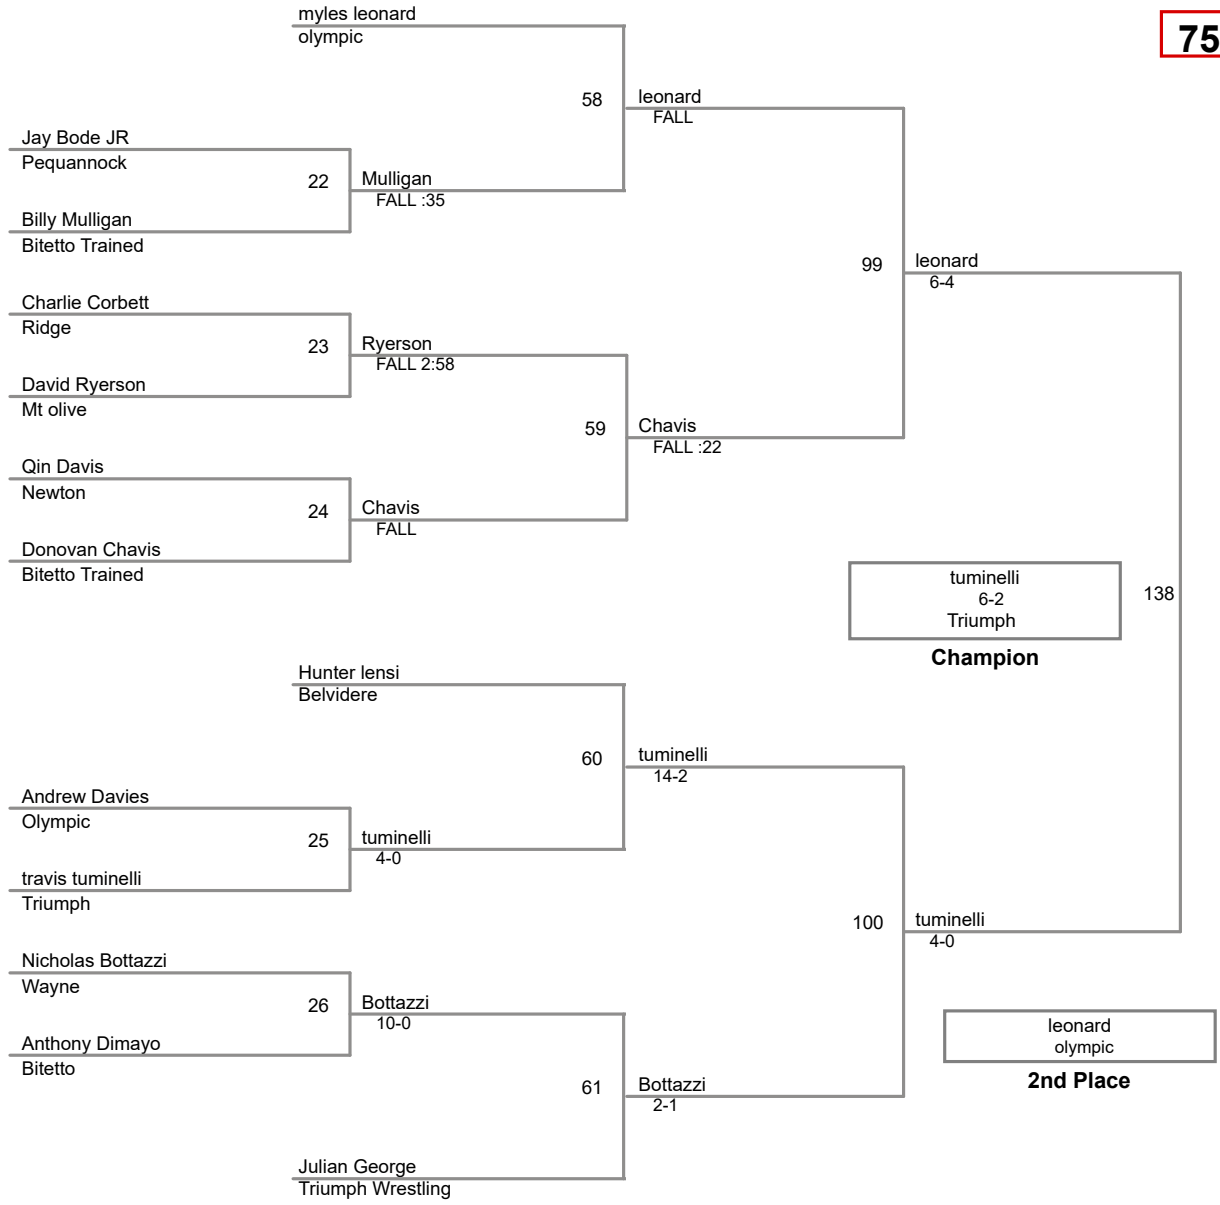 myles leonard
olympic
75
58
leonard
FALL
Jay Bode JR
Pequannock
22
Mulligan
FALL :35
Billy Mulligan
Bitetto Trained
99
leonard
6-4
Charlie Corbett
Ridge
23
Ryerson
FALL 2:58
David Ryerson
Mt olive
59
Chavis
FALL :22
Qin Davis
Newton
24
Chavis
FALL
Donovan Chavis
Bitetto Trained
tuminelli
6-2
Triumph
138
Champion
Hunter Iensi
Belvidere
60
tuminelli
14-2
Andrew Davies
Olympic
25
tuminelli
4-0
travis tuminelli
Triumph
100
tuminelli
4-0
Nicholas Bottazzi
Wayne
26
Bottazzi
10-0
Anthony Dimayo
Bitetto
leonard
olympic
2nd Place
61
Bottazzi
2-1
Julian George
Triumph Wrestling